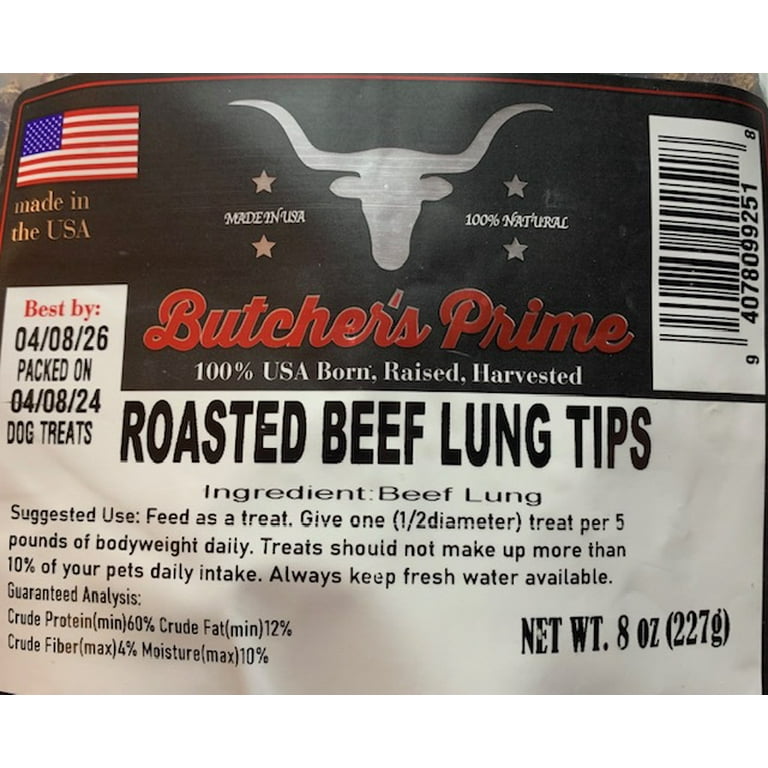 made in
the USA
MADE IN USA
100% NATURAL
Butcher's Prime
100% USA Born, Raised, Harvested
9 4078099251 8
Best by:
04/08/26
PACKED ON
04/08/24
DOG TREATS
ROASTED BEEF LUNG TIPS
Ingredient:Beef Lung
Suggested Use: Feed as a treat. Give one (1/2diameter) treat per 5
pounds of bodyweight daily. Treats should not make up more than
10% of your pets daily intake. Always keep fresh water available.
Guaranteed Analysis:
Crude Protein(min)60% Crude Fat(min)12%
Crude Fiber(max)4% Moisture(max)10%
NET WT. 8 oz (227g)